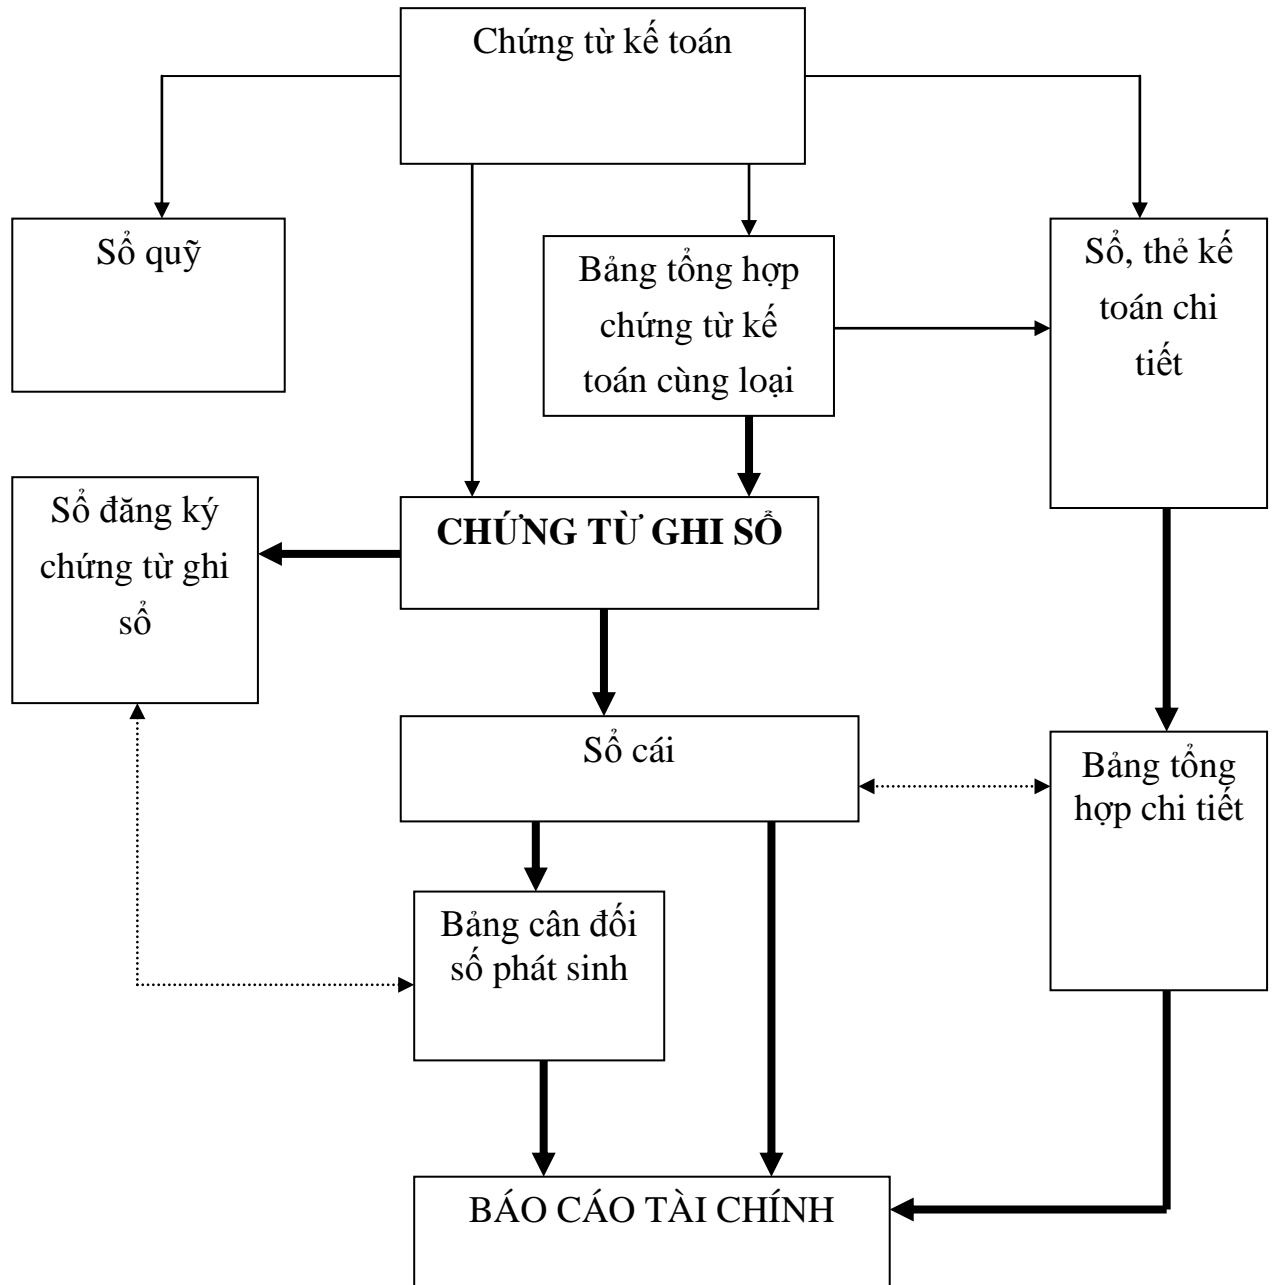 Chứng từ kế toán
Sổ quỹ
Bảng tổng hợp
chứng từ kế
toán cùng loại
Sổ, thẻ kế
toán chi
tiết
Sổ đăng ký
chứng từ ghi
sổ
CHỨNG TỪ GHI SỔ
Sổ cái
Bảng tổng
hợp chi tiết
Bảng cân đối
số phát sinh
BÁO CÁO TÀI CHÍNH